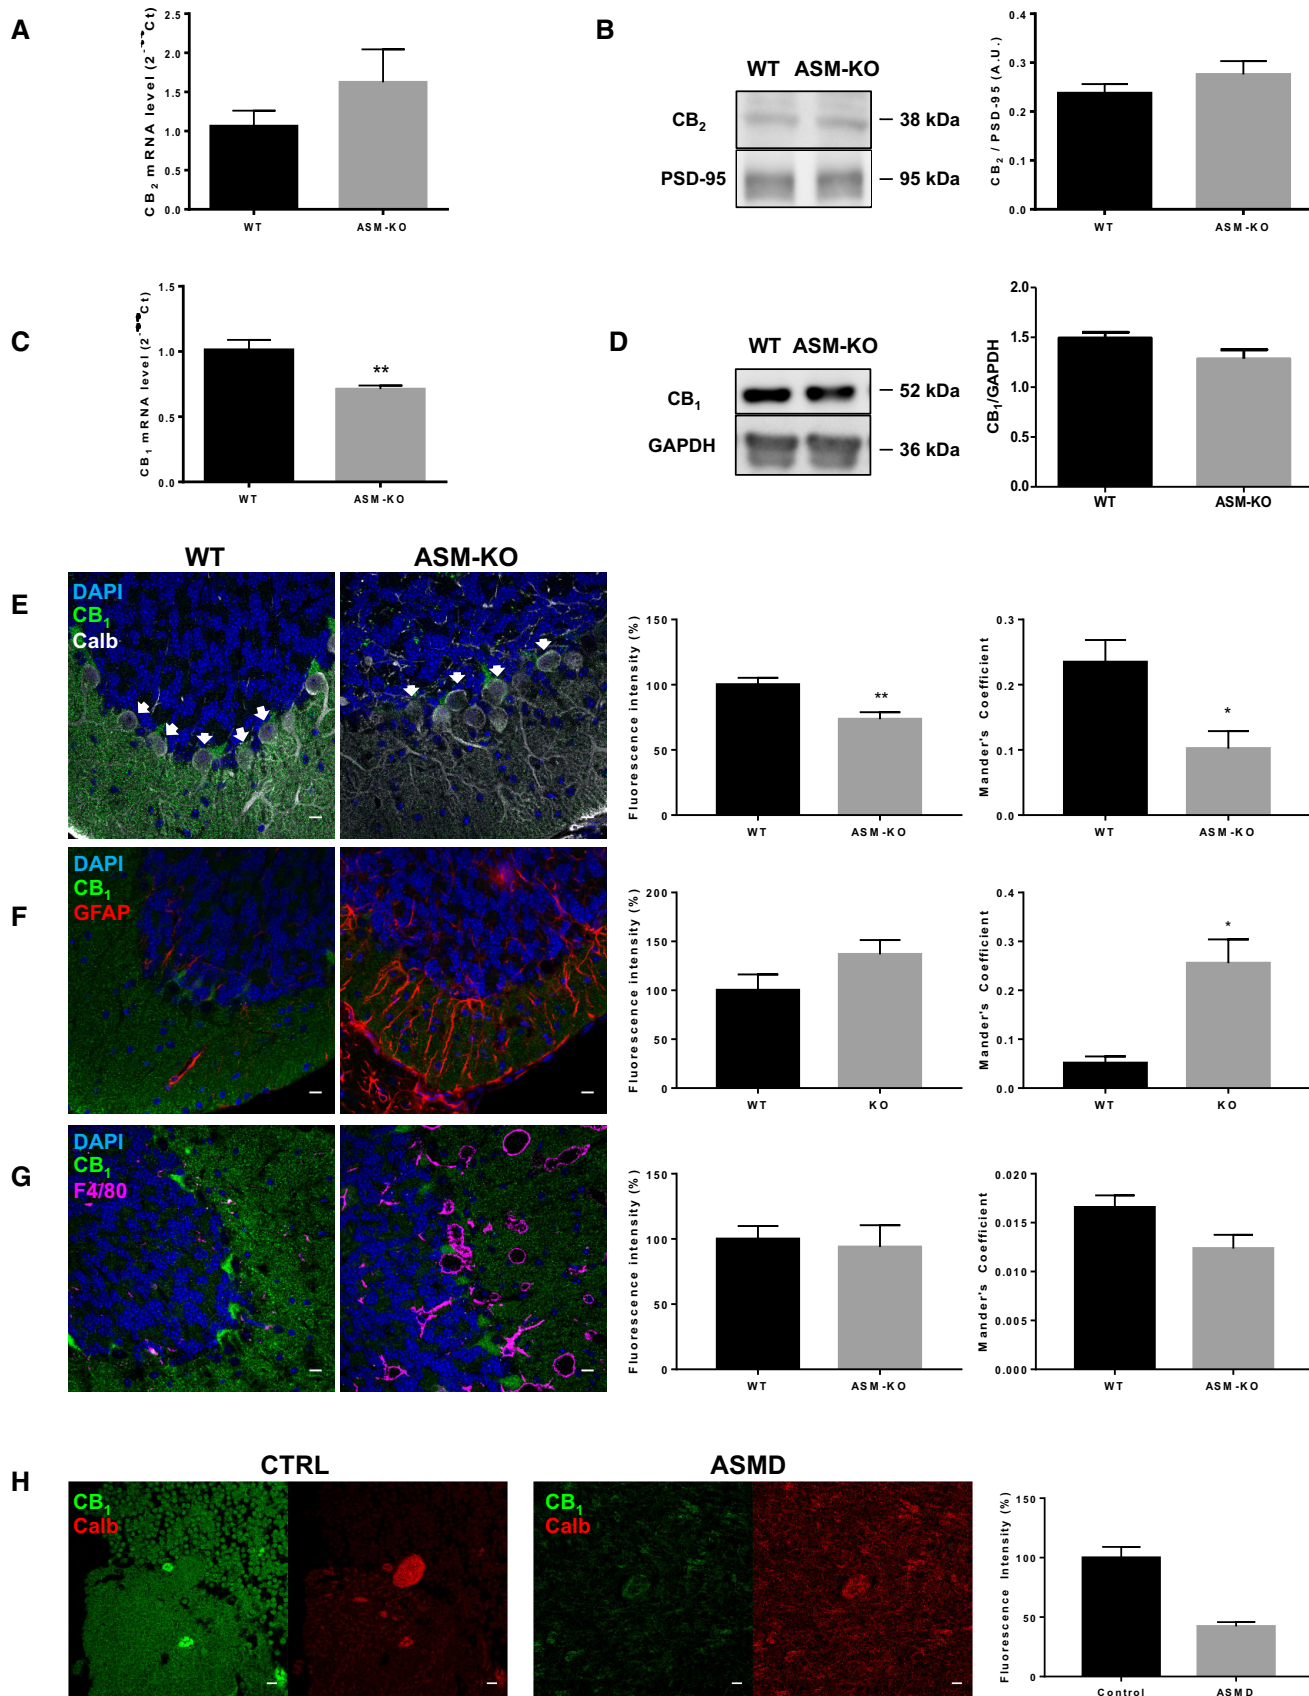 A
CB2 mRNA level (2-ΔΔCt)
2.5
2.0
1.5
1.0
0.5
0.0
WT
ASM-KO
B
WT ASM-KO
CB2
38 kDa
PSD-95
95 kDa
CB2 / PSD-95 (A.U.)
0.4
0.3
0.2
0.1
0.0
WT
ASM-KO
C
CB1 mRNA level (2-ΔΔCt)
1.5
1.0
0.5
0.0
**
WT
ASM-KO
D
WT ASM-KO
CB1
52 kDa
GAPDH
36 kDa
CB1/GAPDH
2.0
1.5
1.0
0.5
0.0
WT
ASM-KO
WT
ASM-KO
E
DAPI
CB1
Calb
Fluorescence intensity (%)
150
100
50
0
**
WT
ASM-KO
Mander's Coefficient
0.3
0.2
0.1
0.0
*
WT
ASM-KO
F
DAPI
CB1
GFAP
Fluorescence intensity (%)
200
150
100
50
0
WT
KO
Mander's Coefficient
0.4
0.3
0.2
0.1
0.0
*
WT
KO
G
DAPI
CB1
F4/80
Fluorescence intensity (%)
150
100
50
0
WT
ASM-KO
Mander's Coefficient
0.020
0.015
0.010
0.005
0.000
WT
ASM-KO
H
CTRL
ASMD
CB1
Calb
CB1
Calb
Fluorescence Intensity (%)
150
100
50
0
Control
ASMD